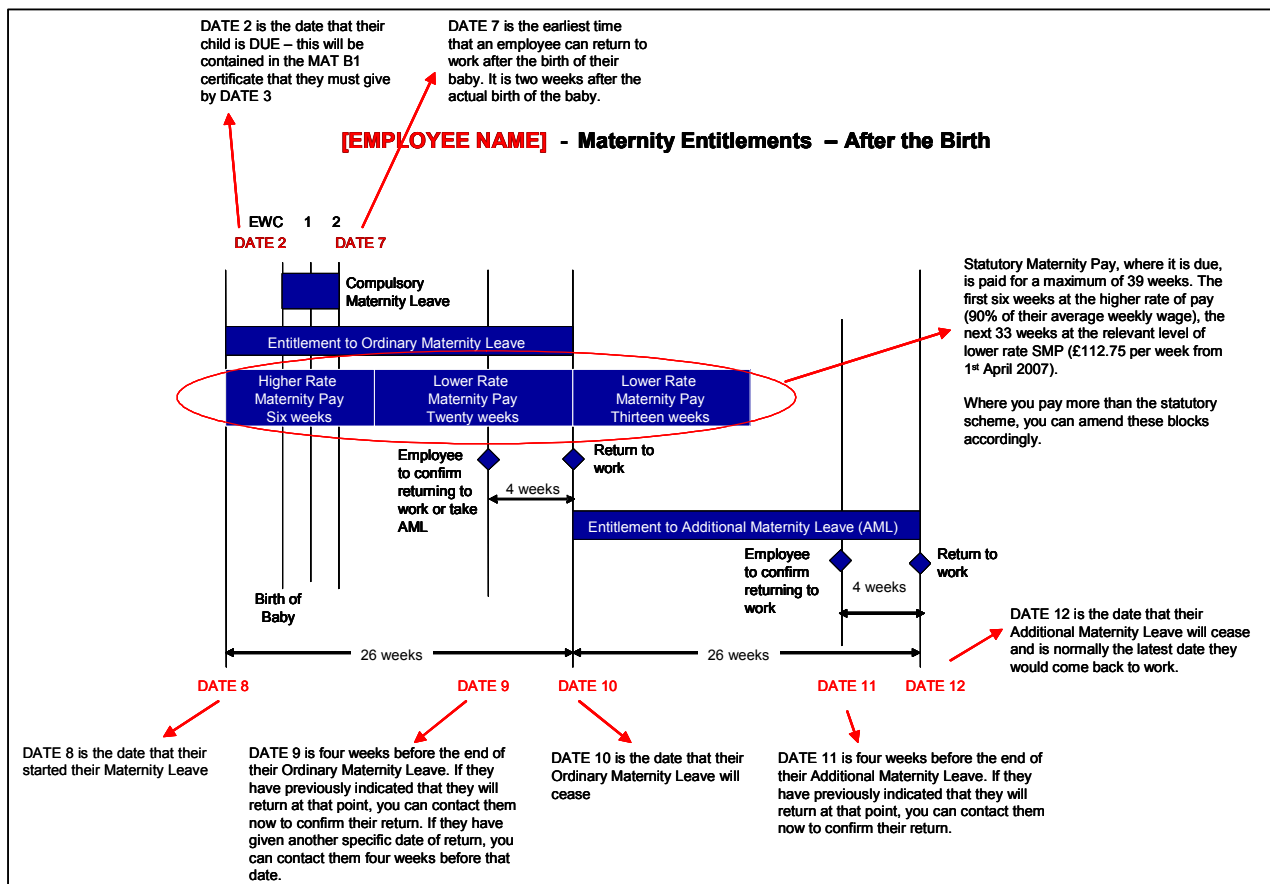 DATE 2 is the date that their
child is DUE – this will be
contained in the MAT B1
certificate that they must give
by DATE 3
DATE 7 is the earliest time
that an employee can return to
work after the birth of their
baby. It is two weeks after the
actual birth of the baby.
[EMPLOYEE NAME] - Maternity Entitlements – After the Birth
EWC 1 2
DATE 2 DATE 7
Compulsory
Maternity Leave
Entitlement to Ordinary Maternity Leave
Higher Rate
Maternity Pay
Six weeks
Lower Rate
Maternity Pay
Twenty weeks
Lower Rate
Maternity Pay
Thirteen weeks
Statutory Maternity Pay, where it is due,
is paid for a maximum of 39 weeks. The
first six weeks at the higher rate of pay
(90% of their average weekly wage), the
next 33 weeks at the relevant level of
lower rate SMP (£112.75 per week from
1st April 2007).
Where you pay more than the statutory
scheme, you can amend these blocks
accordingly.
Employee
to confirm
returning to
work or take
AML
4 weeks
Return to
work
Entitlement to Additional Maternity Leave (AML)
Employee
to confirm
returning to
work
4 weeks
Return to
work
Birth of
Baby
26 weeks
26 weeks
DATE 12 is the date that their
Additional Maternity Leave will cease
and is normally the latest date they
would come back to work.
DATE 8 DATE 9 DATE 10 DATE 11 DATE 12
DATE 8 is the date that their
started their Maternity Leave
DATE 9 is four weeks before the end of
their Ordinary Maternity Leave. If they
have previously indicated that they will
return at that point, you can contact them
now to confirm their return. If they have
given another specific date of return, you
can contact them four weeks before that
date.
DATE 10 is the date that their
Ordinary Maternity Leave will
cease
DATE 11 is four weeks before the end of
their Additional Maternity Leave. If they
have previously indicated that they will
return at that point, you can contact them
now to confirm their return.